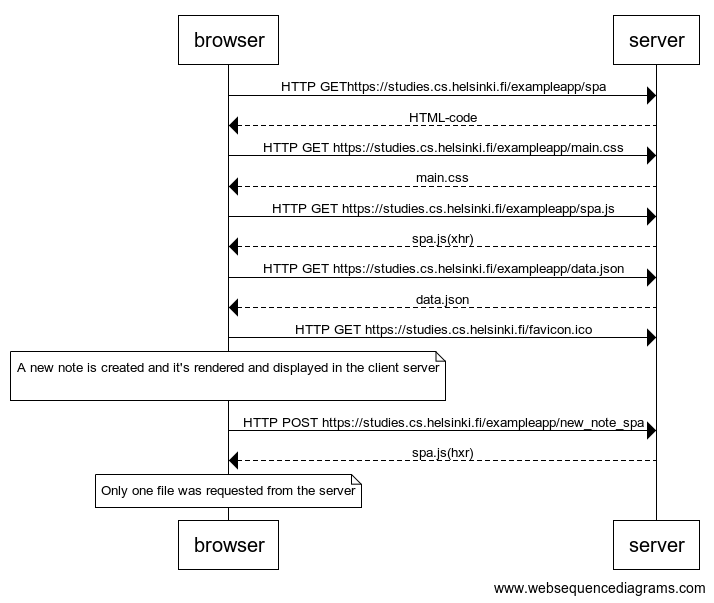 browser server
HTTP GEThttps://studies.cs.helsinki.fi/exampleapp/spa
HTML-code
HTTP GET https://studies.cs.helsinki.fi/exampleapp/main.css
main.css
HTTP GET https://studies.cs.helsinki.fi/exampleapp/spa.js
spa.js(xhr)
HTTP GET https://studies.cs.helsinki.fi/exampleapp/data.json
data.json
HTTP GET https://studies.cs.helsinki.fi/favicon.ico
A new note is created and it's rendered and displayed in the client server
HTTP POST https://studies.cs.helsinki.fi/exampleapp/new_note_spa
spa.js(hxr)
Only one file was requested from the server
browser server
www.websequencediagrams.com